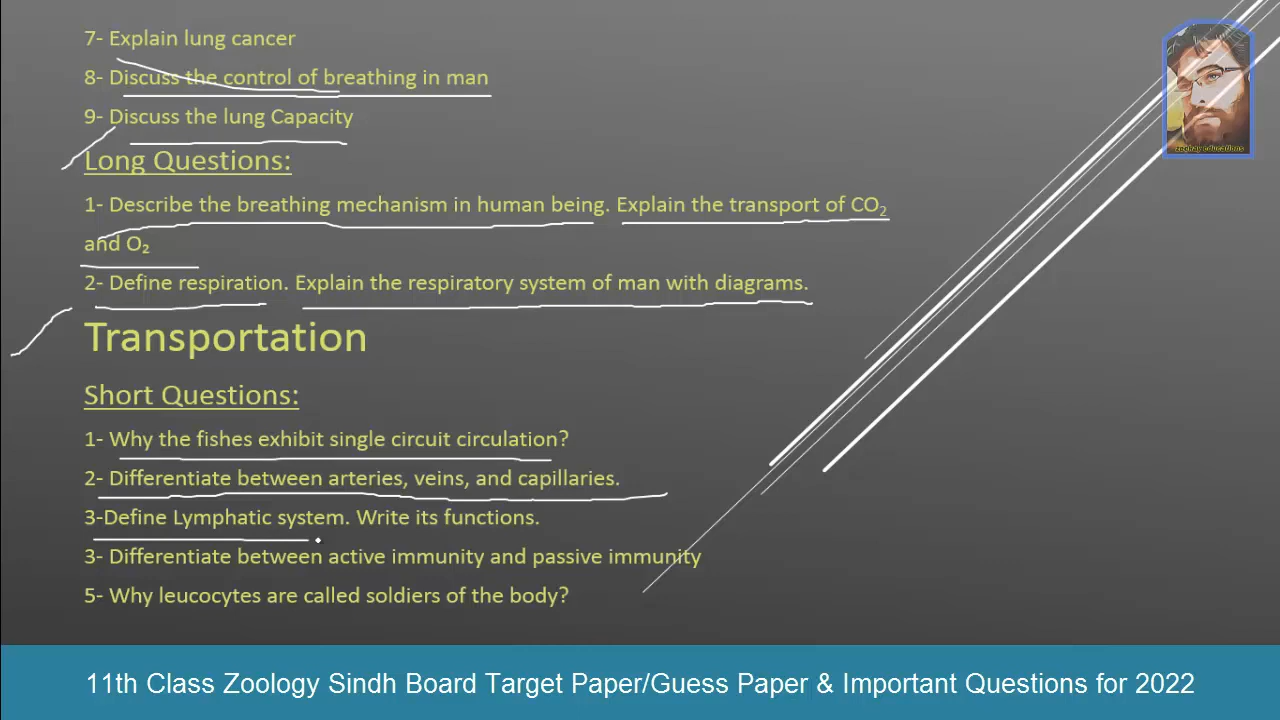 7- Explain lung cancer
8- Discuss the control of breathing in man
9- Discuss the lung Capacity
Long Questions:
1- Describe the breathing mechanism in human being. Explain the transport of CO₂
and O₂
2- Define respiration. Explain the respiratory system of man with diagrams.
Transportation
Short Questions:
1- Why the fishes exhibit single circuit circulation?
2- Differentiate between arteries, veins, and capillaries.
3-Define Lymphatic system. Write its functions.
3- Differentiate between active immunity and passive immunity
5- Why leucocytes are called soldiers of the body?
zeekay educations
11th Class Zoology Sindh Board Target Paper/Guess Paper & Important Questions for 2022